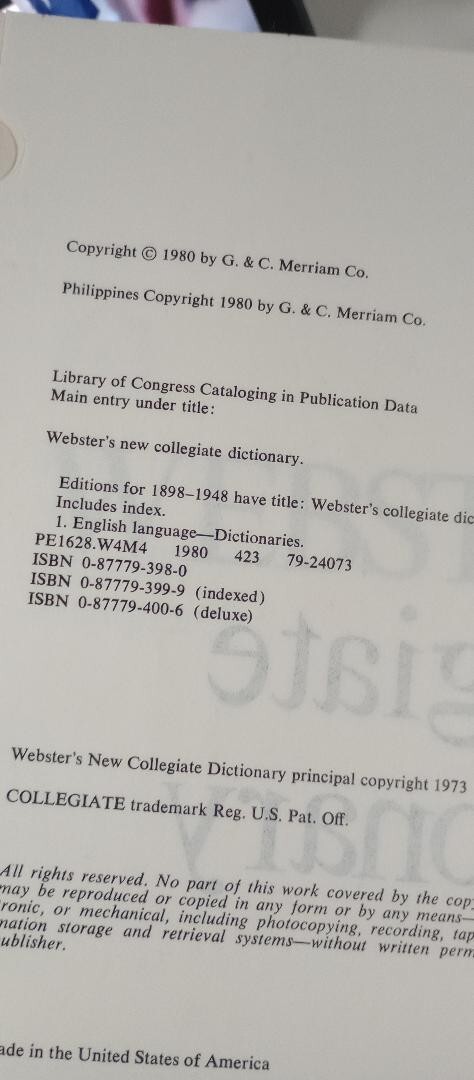 Copyright © 1980 by G. & C. Merriam Co.
Philippines Copyright 1980 by G. & C. Merriam Co.
Library of Congress Cataloging in Publication Data
Main entry under title:
Webster's new collegiate dictionary.
Editions for 1898–1948 have title: Webster's collegiate dic
Includes index.
1. English language—Dictionaries.
PE1628.W4M4 1980 423 79-24073
ISBN 0-87779-398-0
ISBN 0-87779-399-9 (indexed)
ISBN 0-87779-400-6 (deluxe)
Webster's New Collegiate Dictionary principal copyright 1973
COLLEGIATE trademark Reg. U.S. Pat. Off.
All rights reserved. No part of this work covered by the cop
may be reproduced or copied in any form or by any means—
ronic, or mechanical, including photocopying, recording, tap
nation storage and retrieval systems—without written perm
ublisher.
ade in the United States of America